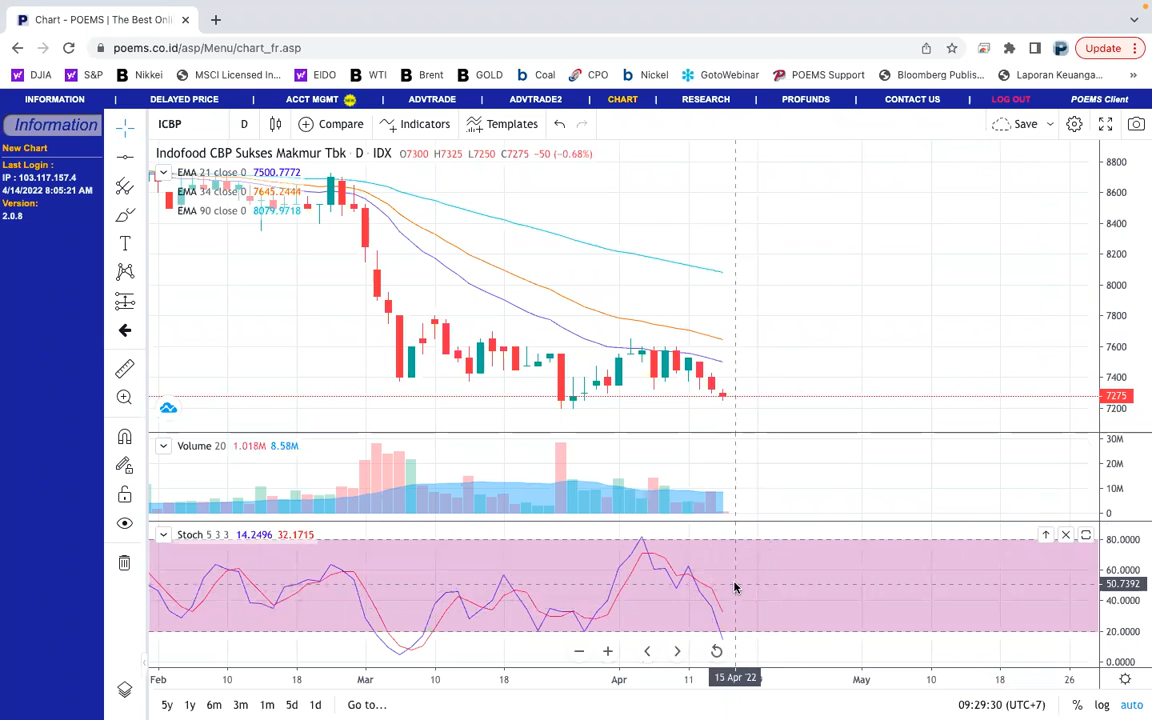 Chart - POEMS | The Best Onli
poems.co.id/asp/Menu/chart_fr.asp
Update
DJIA
S&P
Nikkei
MSCI Licensed In...
EIDO
WTI
Brent
GOLD
Coal
CPO
Nickel
GotoWebinar
POEMS Support
Bloomberg Publis...
Laporan Keuanga...
INFORMATION | DELAYED PRICE | ACCT MGMT | ADVTRADE | ADVTRADE2 | CHART | RESEARCH | PROFUNDS | CONTACT US | LOG OUT POEMS Client
Information
New Chart
Last Login :
IP : 103.117.157.4
4/14/2022 8:05:21 AM
Version:
2.0.8
ICBP D Compare Indicators Templates Save
Indofood CBP Sukses Makmur Tbk · D · IDX O7300 H7325 L7250 C7275 -50 (-0.68%)
EMA 21 close 0 7500.7772
EMA 34 close 0 7645.2444
EMA 90 close 0 8079.9718
8800
8600
8400
8200
8000
7800
7600
7400
7275
7200
Volume 20 1.018M 8.58M
30M
20M
10M
0
Stoch 5 3 3 14.2496 32.1715
80.0000
60.0000
50.7392
40.0000
20.0000
0.0000
Feb 10 18 Mar 10 18 Apr 11 15 Apr '22 May 10 18 26
5y 1y 6m 3m 1m 5d 1d Go to... 09:29:30 (UTC+7) % log auto